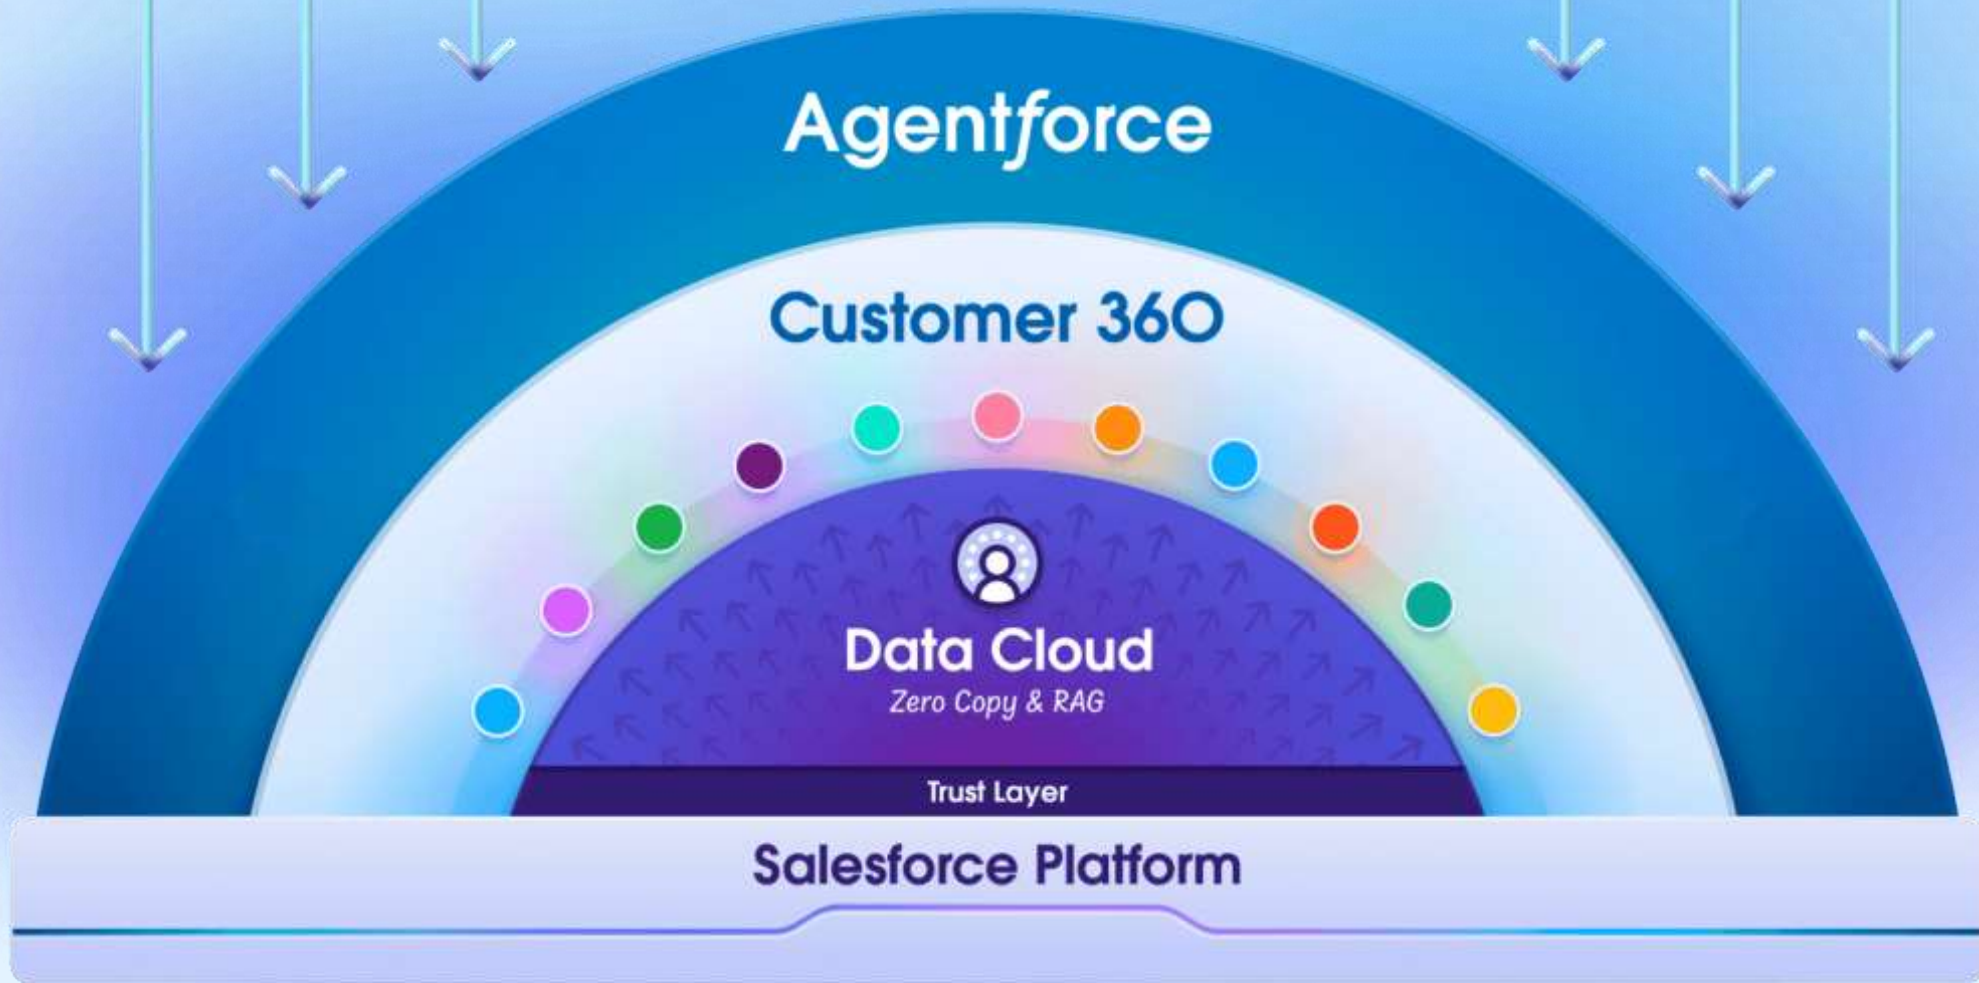 Agentforce
Customer 360
Data Cloud
Zero Copy & RAG
Trust Layer
Salesforce Platform